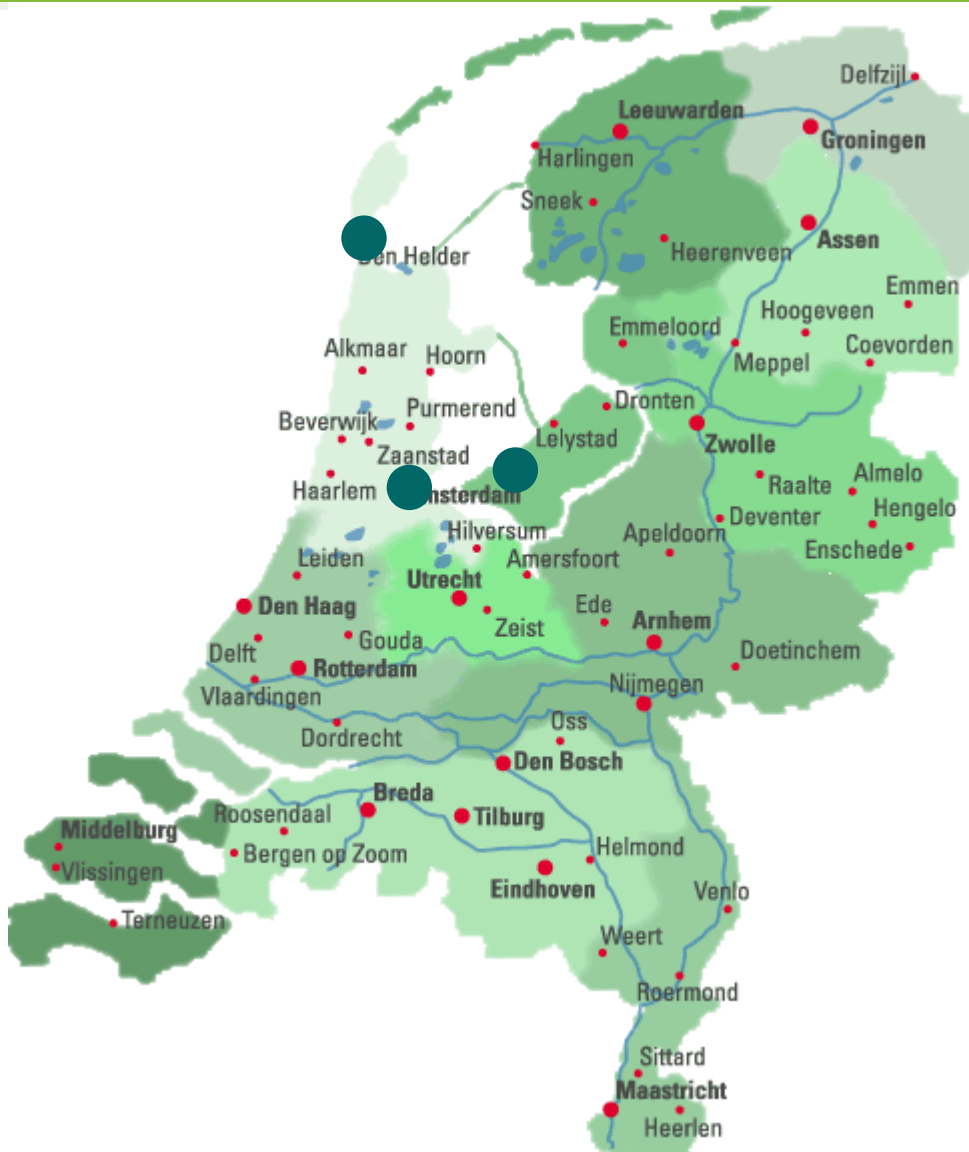 Delfzijl
Leeuwarden
Groningen
Harlingen
Sneek
Assen
Heerenveen
Den Helder
Emmen
Hoogeveen
Emmeloord
Coevorden
Alkmaar
Hoorn
Meppel
Dronten
Purmerend
Beverwijk
Lelystad
Zwolle
Zaanstad
Almelo
Raalte
Haarlem
msterdam
Hengelo
Deventer
Hilversum
Apeldoorn
Enschede
Leiden
Amersfoort
Utrecht
Den Haag
Ede
Arnhem
Zeist
Gouda
Delft
Doetinchem
Rotterdam
Nijmegen
Vlaardingen
Oss
Dordrecht
Den Bosch
Breda
Roosendaal
Tilburg
Middelburg
Helmond
Bergen op Zoom
Vlissingen
Eindhoven
Venlo
Terneuzen
Weert
Roermond
Sittard
Maastricht
Heerlen